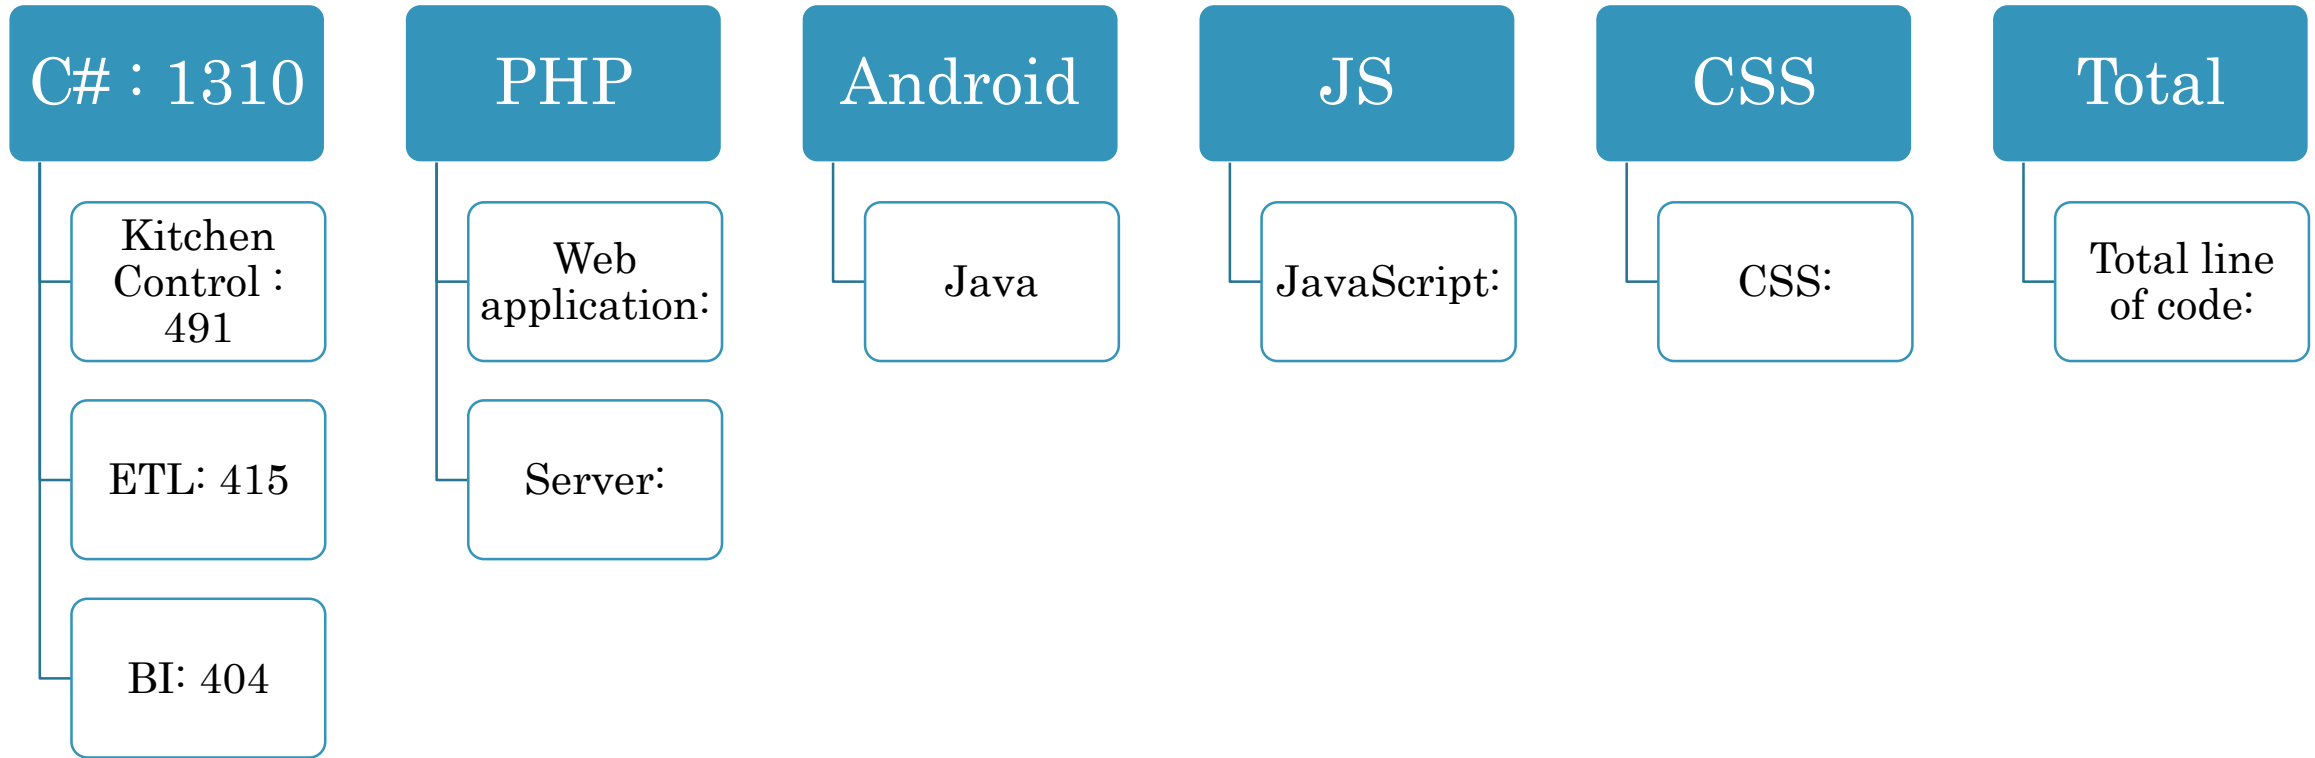 C# : 1310
Kitchen
Control :
491
ETL: 415
BI: 404
PHP
Web
application:
Server:
Android
Java
JS
JavaScript:
CSS
CSS:
Total
Total line
of code: